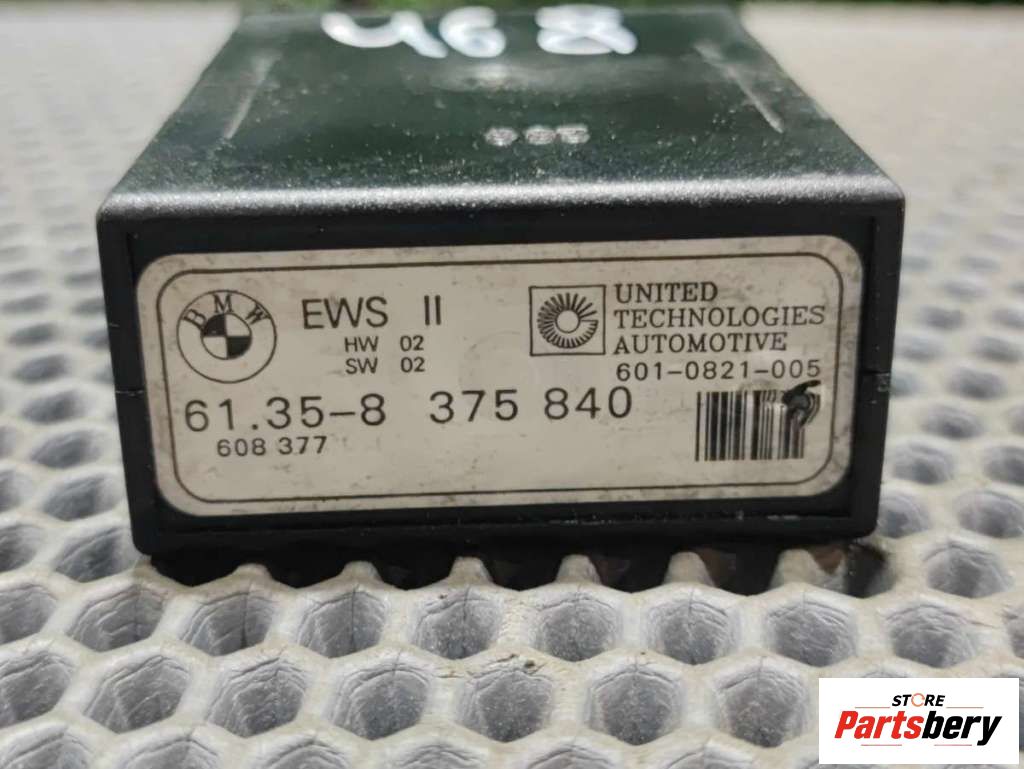 468
BMW
EWS II
HW 02
SW 02
UNITED
TECHNOLOGIES
AUTOMOTIVE
601-0821-005
61.35-8 375 840
608 377
STORE
Partsbery